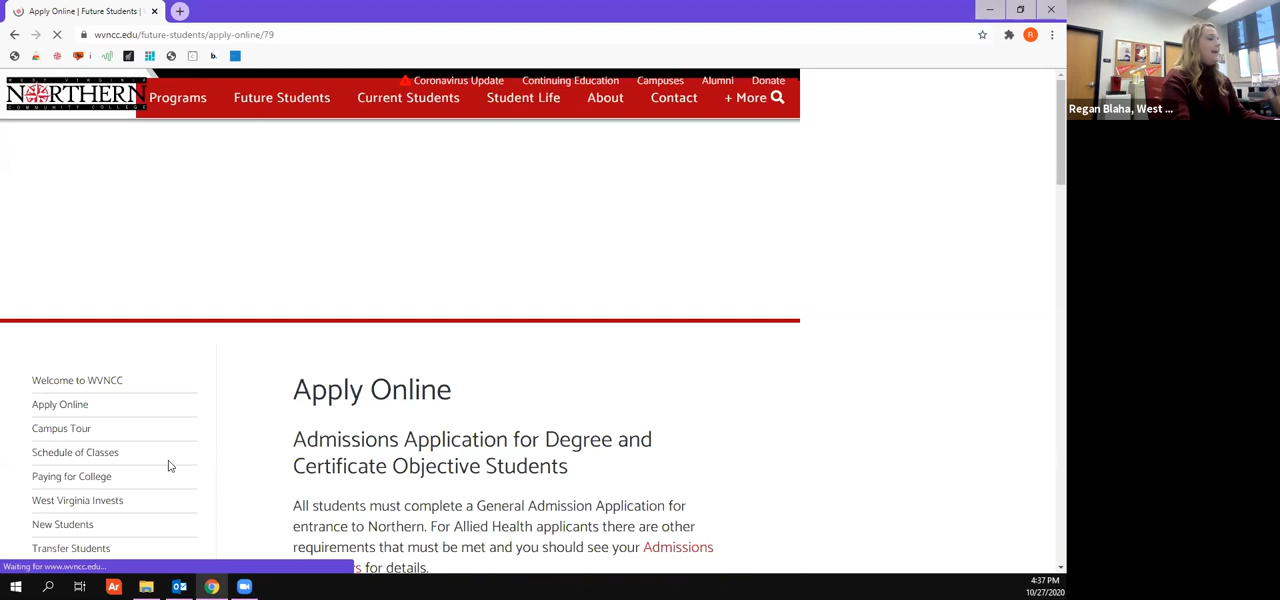 Apply Online | Future Students |
wvncc.edu/future-students/apply-online/79
WEST VIRGINIA
NORTHERN
COMMUNITY COLLEGE
Coronavirus Update Continuing Education Campuses Alumni Donate
Programs Future Students Current Students Student Life About Contact + More
Regan Blaha, West ...
Welcome to WVNCC
Apply Online
Campus Tour
Schedule of Classes
Paying for College
West Virginia Invests
New Students
Transfer Students
Apply Online
Admissions Application for Degree and
Certificate Objective Students
All students must complete a General Admission Application for
entrance to Northern. For Allied Health applicants there are other
requirements that must be met and you should see your Admissions
for details.
Waiting for www.wvncc.edu...
4:37 PM
10/27/2020